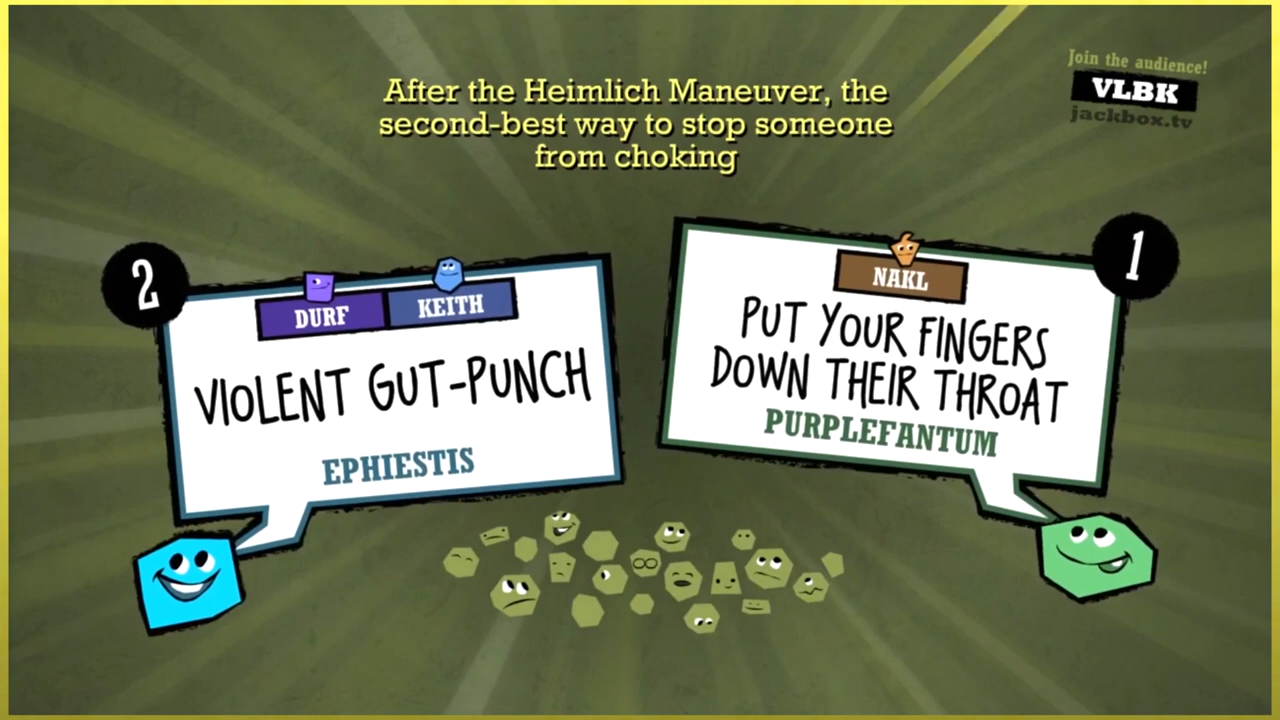 After the Heimlich Maneuver, the
second-best way to stop someone
from choking
Join the audience!
VLBK
jackbox.tv
2
DURF
KEITH
VIOLENT GUT-PUNCH
EPHIESTIS
1
NAKL
PUT YOUR FINGERS
DOWN THEIR THROAT
PURPLEFANTUM